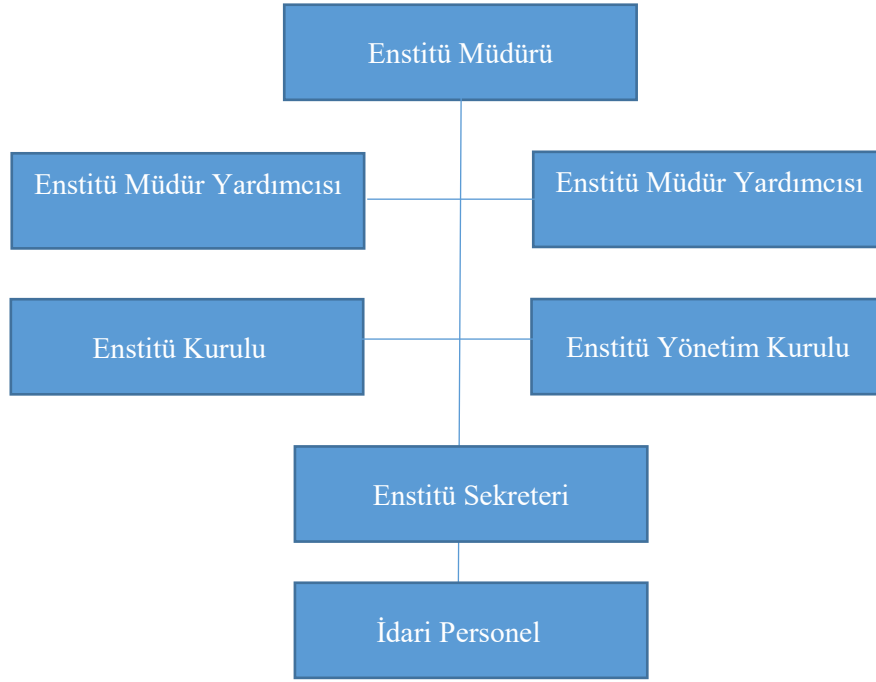 Enstitü Müdürü
Enstitü Müdür Yardımcısı
Enstitü Müdür Yardımcısı
Enstitü Kurulu
Enstitü Yönetim Kurulu
Enstitü Sekreteri
İdari Personel